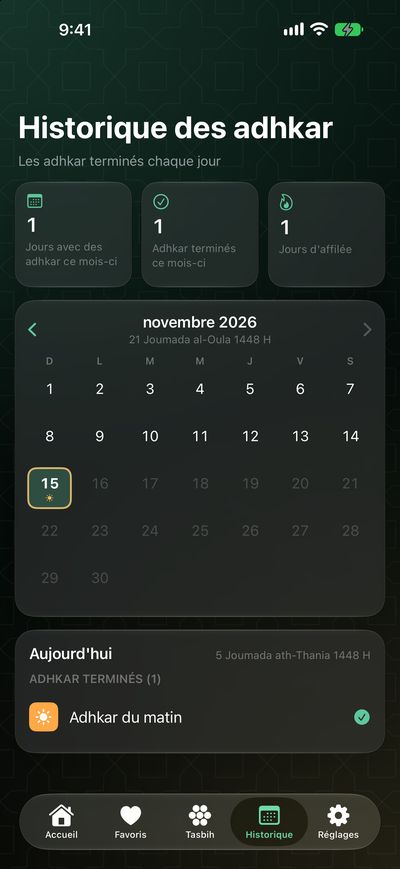 9:41
Historique des adhkar
Les adhkar terminés chaque jour
1
Jours avec des
adhkar ce mois-ci
1
Adhkar terminés
ce mois-ci
1
Jours d'affilée
novembre 2026
21 Joumada al-Oula 1448 H
D L M M J V S
1 2 3 4 5 6 7
8 9 10 11 12 13 14
15 16 17 18 19 20 21
22 23 24 25 26 27 28
29 30
Aujourd'hui
5 Joumada ath-Thania 1448 H
ADHKAR TERMINÉS (1)
Adhkar du matin
Accueil Favoris Tasbih Historique Réglages